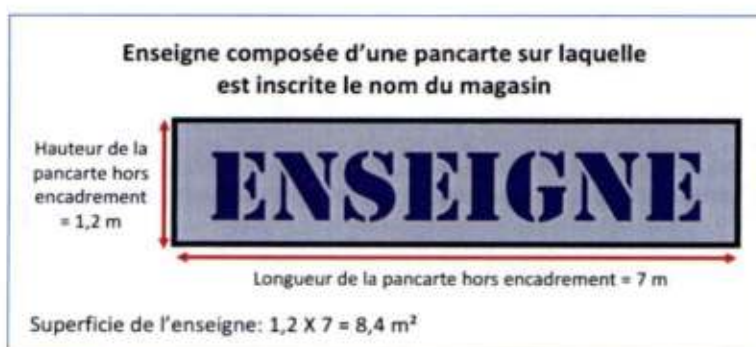 Enseigne composée d'une pancarte sur laquelle
est inscrite le nom du magasin
Hauteur de la
pancarte hors
encadrement
= 1,2 m
ENSEIGNE
Longueur de la pancarte hors encadrement = 7 m
Superficie de l'enseigne: 1,2 X 7 = 8,4 m²